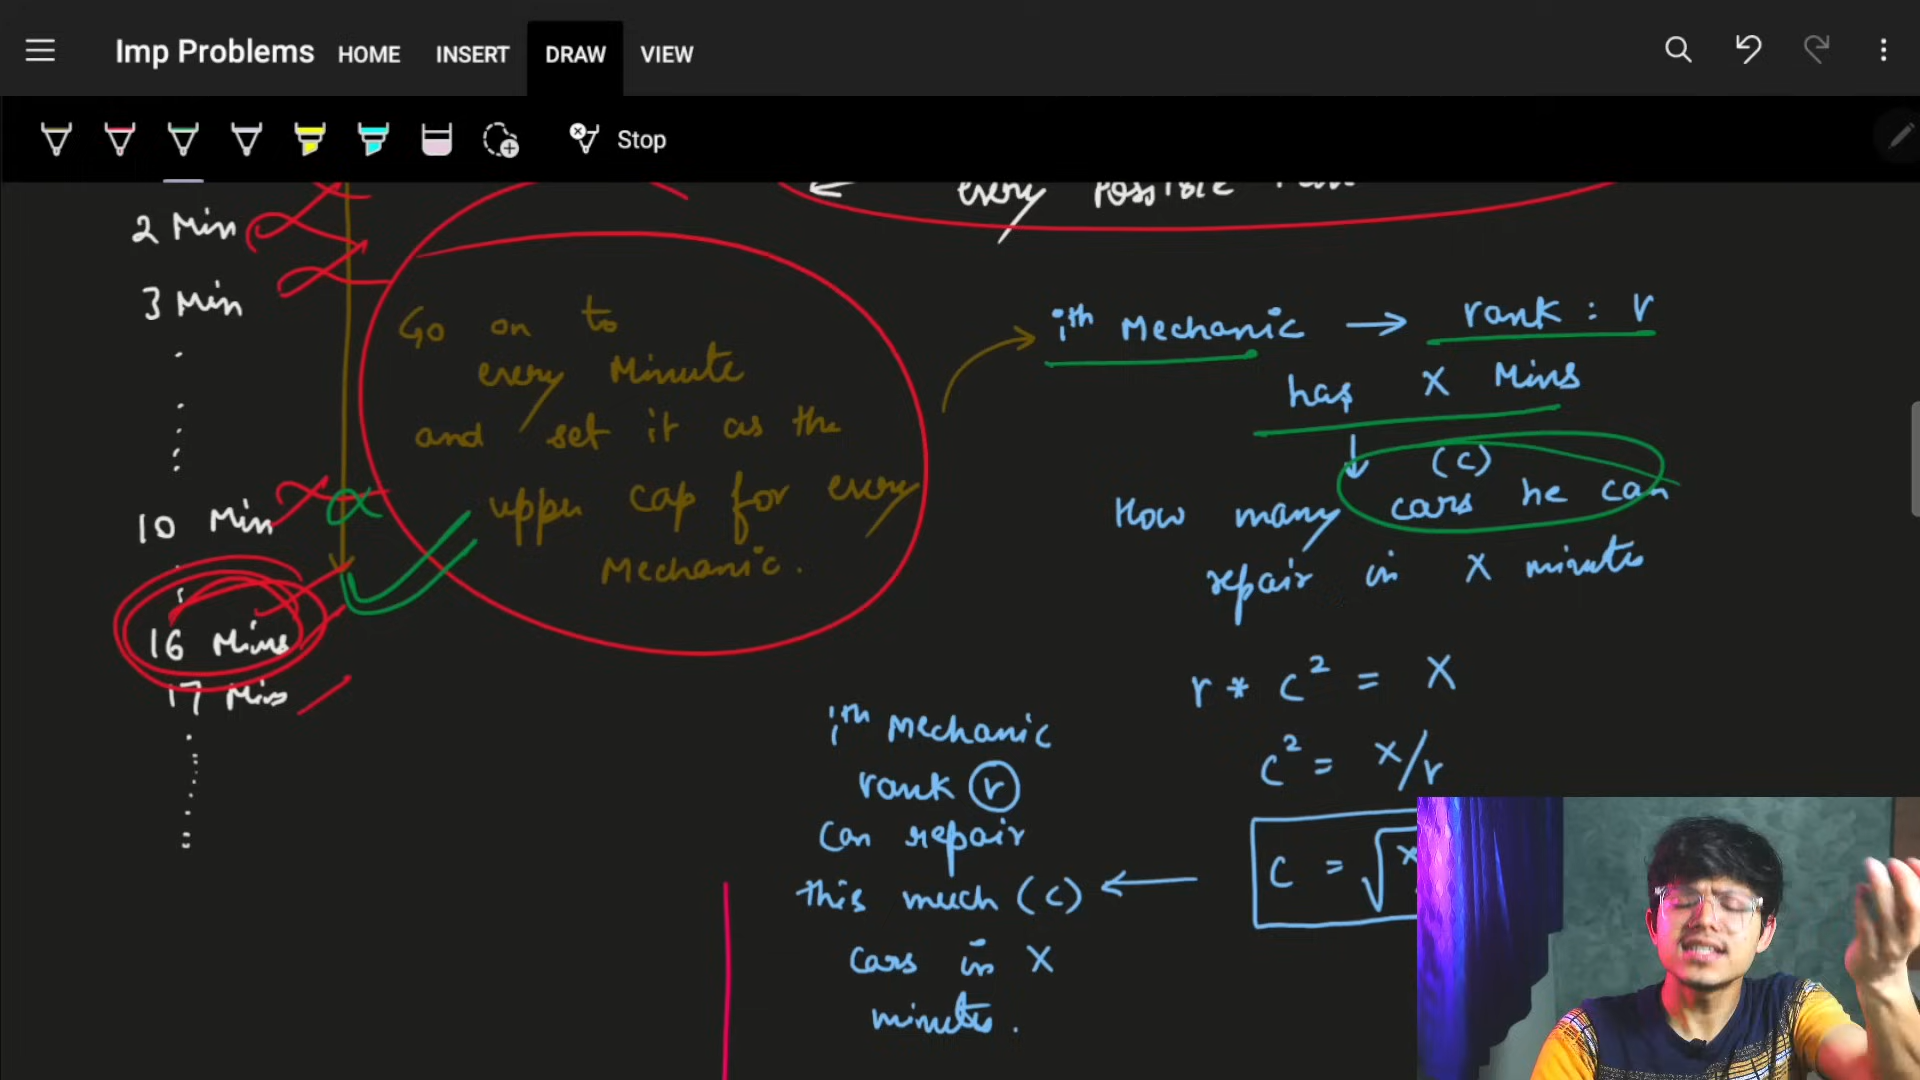 Imp Problems HOME INSERT DRAW VIEW
Stop
every Possible
2 Min
3 Min
10 Min
16 Mins
17 Mins
Go on to
every Minute
and set it as the
upper cap for every
Mechanic.
ith Mechanic → rank : r
has X Mins
(c)
How many cars he can
repair in X minutes
r * c² = X
c² = x/r
c = √x
ith Mechanic
rank r
Can repair
this much (c)
Cars in X
minutes.